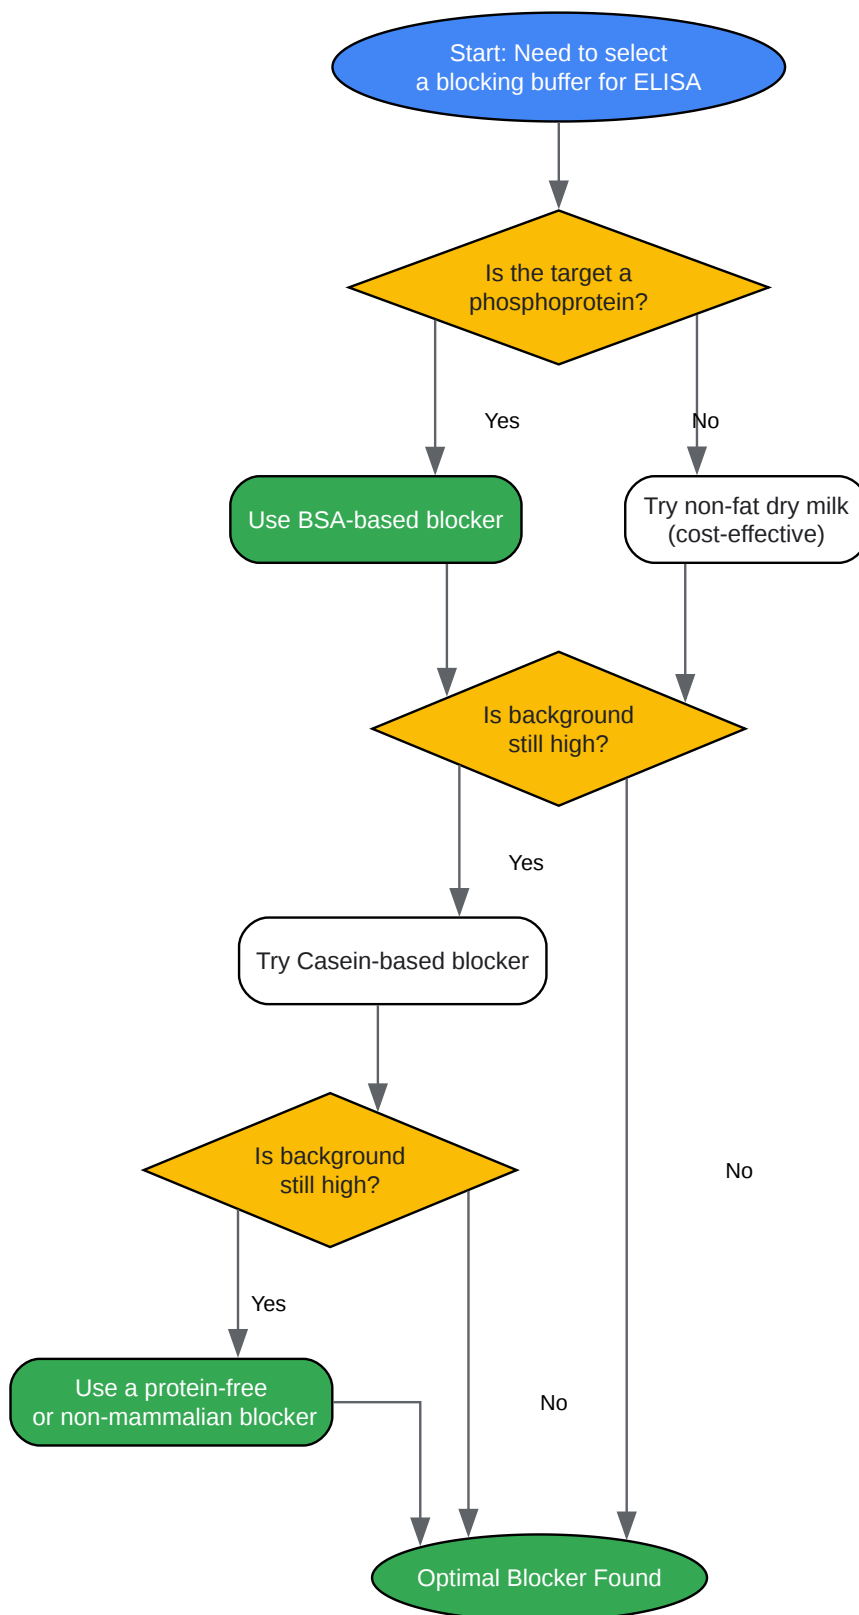 Start: Need to select
a blocking buffer for ELISA
Is the target a
phosphoprotein?
Yes
No
Use BSA-based blocker
Try non-fat dry milk
(cost-effective)
Is background
still high?
Yes
Try Casein-based blocker
Is background
still high?
No
Yes
Use a protein-free
or non-mammalian blocker
No
Optimal Blocker Found